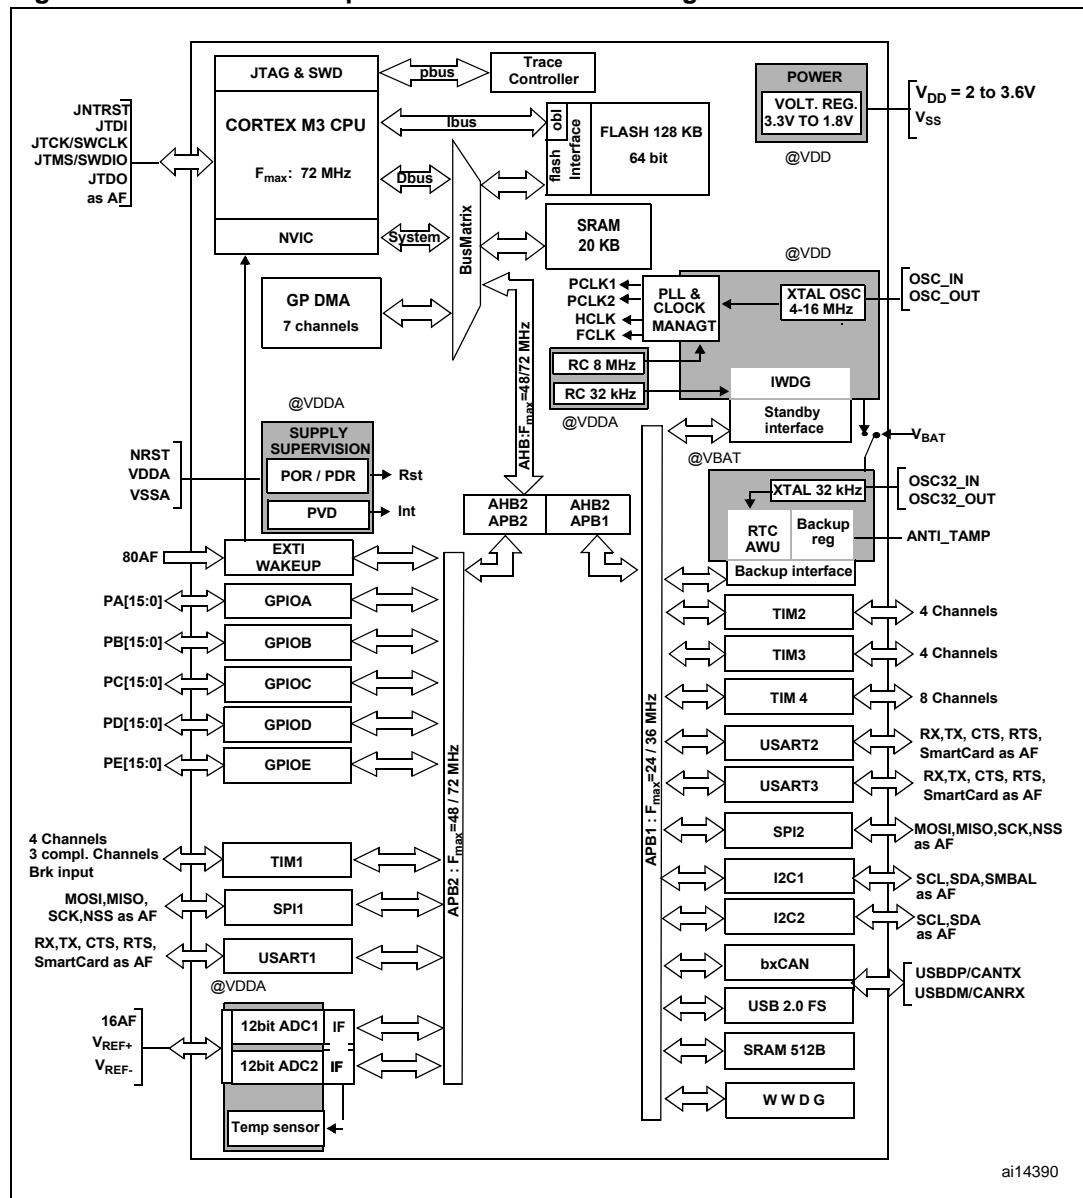 JTAG & SWD
pbus
Trace
Controller
POWER
VOLT. REG.
3.3V TO 1.8V
@VDD
VDD = 2 to 3.6V
VSS
JNTRST
JTDI
JTCK/SWCLK
JTMS/SWDIO
JTDO
as AF
CORTEX M3 CPU
Fmax: 72 MHz
NVIC
Ibus
Dbus
System
BusMatrix
flash obl
Interface
FLASH 128 KB
64 bit
SRAM
20 KB
GP DMA
7 channels
AHB:Fmax=48/72 MHz
@VDD
PCLK1
PCLK2
HCLK
FCLK
PLL &
CLOCK
MANAGT
XTAL OSC
4-16 MHz
OSC_IN
OSC_OUT
RC 8 MHz
RC 32 kHz
@VDDA
IWDG
Standby
interface
VBAT
@VBAT
@VDDA
SUPPLY
SUPERVISION
NRST
VDDA
VSSA
POR / PDR
Rst
PVD
Int
AHB2
APB2
AHB2
APB1
XTAL 32 kHz
OSC32_IN
OSC32_OUT
RTC
AWU
Backup
reg
ANTI_TAMP
Backup interface
80AF
EXTI
WAKEUP
PA[15:0]
GPIOA
PB[15:0]
GPIOB
PC[15:0]
GPIOC
PD[15:0]
GPIOD
PE[15:0]
GPIOE
4 Channels
3 compl. Channels
Brk input
TIM1
MOSI,MISO,
SCK,NSS as AF
SPI1
RX,TX, CTS, RTS,
SmartCard as AF
USART1
@VDDA
16AF
VREF+
VREF-
12bit ADC1 IF
12bit ADC2 IF
Temp sensor
APB2 : Fmax=48 / 72 MHz
APB1 : Fmax=24 / 36 MHz
TIM2
4 Channels
TIM3
4 Channels
TIM 4
8 Channels
USART2
RX,TX, CTS, RTS,
SmartCard as AF
USART3
RX,TX, CTS, RTS,
SmartCard as AF
SPI2
MOSI,MISO,SCK,NSS
as AF
I2C1
SCL,SDA,SMBAL
as AF
I2C2
SCL,SDA
as AF
bxCAN
USBDP/CANTX
USBDM/CANRX
USB 2.0 FS
SRAM 512B
W W D G
ai14390